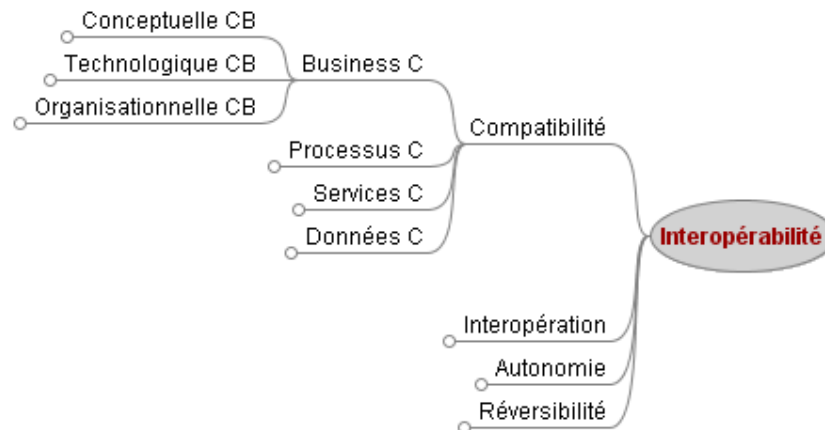 Conceptuelle CB
Technologique CB
Business C
Organisationnelle CB
Compatibilité
Processus C
Services C
Données C
Interopérabilité
Interopération
Autonomie
Réversibilité